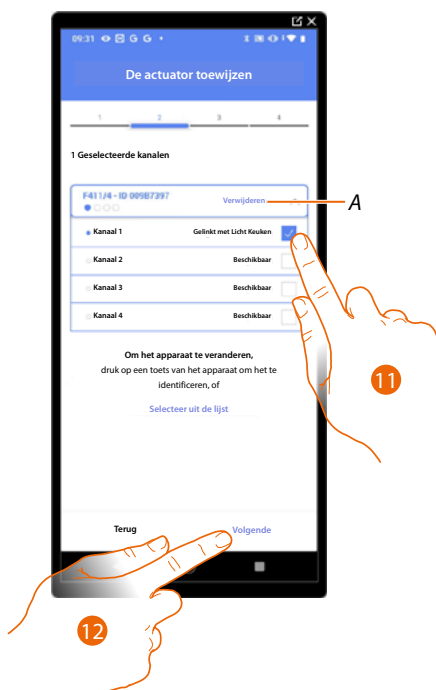 09:31 G G
De actuator toewijzen
1 2 3 4
1 Geselecteerde kanalen
F411/4 - ID 009B7397
Verwijderen
A
Kanaal 1 Gelinkt met Licht Keuken
Kanaal 2 Beschikbaar
Kanaal 3 Beschikbaar
Kanaal 4 Beschikbaar
Om het apparaat te veranderen,
druk op een toets van het apparaat om het te
identificeren, of
Selecteer uit de lijst
11
Terug Volgende
12